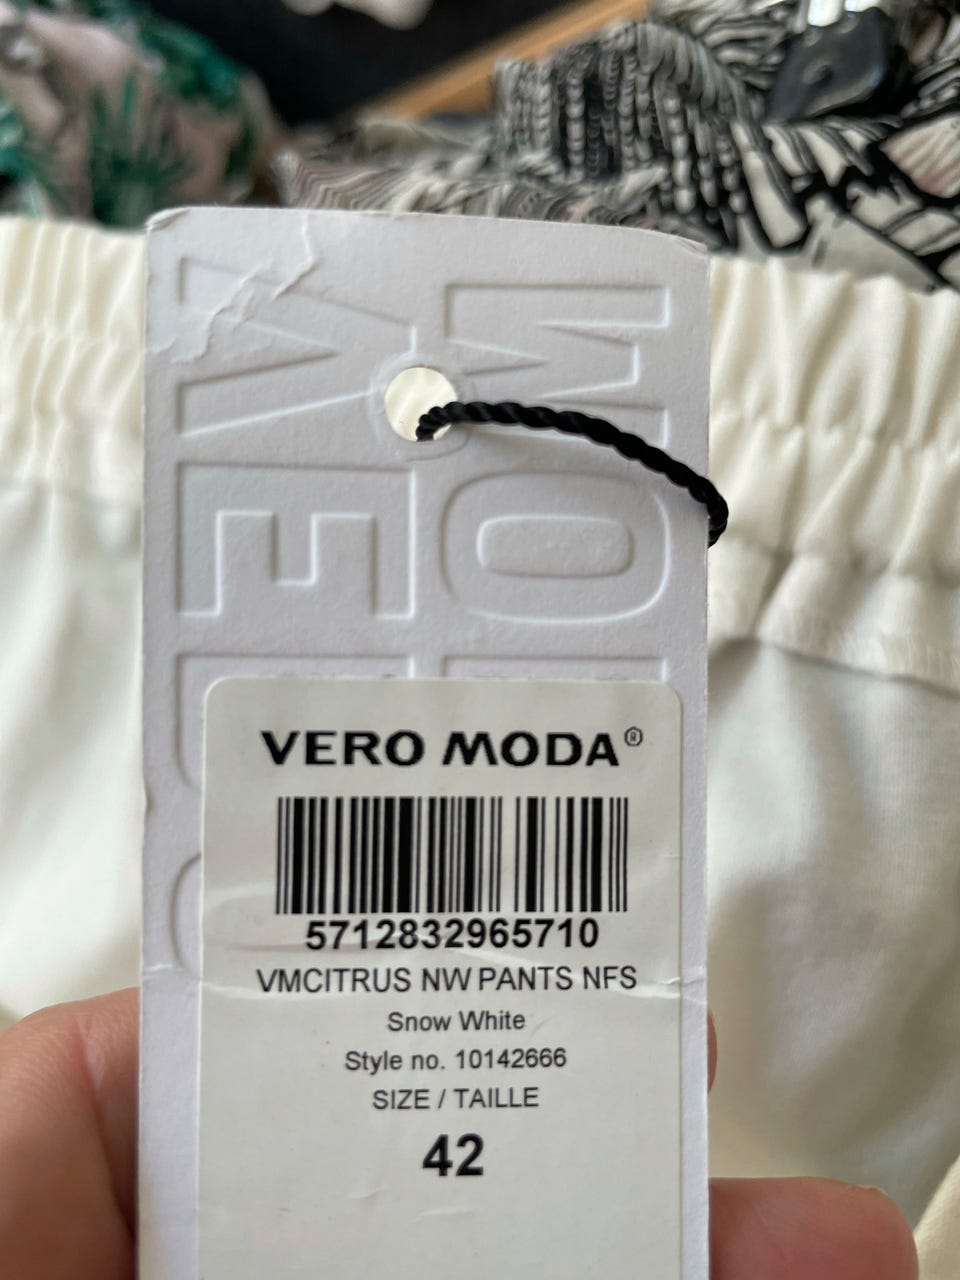 VERO MODA®
5712832965710
VMCITRUS NW PANTS NFS
Snow White
Style no. 10142666
SIZE / TAILLE
42